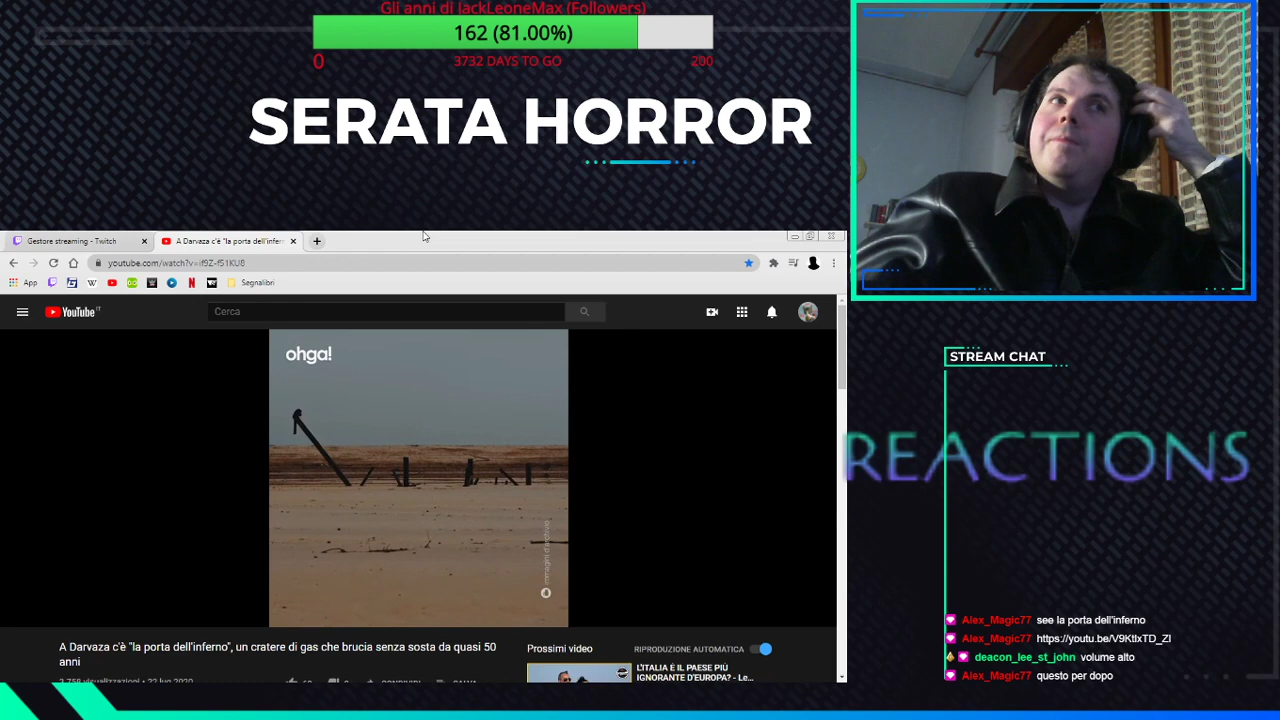 Gli anni di IackLeoneMax (Followers)
162 (81.00%)
0
3732 DAYS TO GO
200
SERATA HORROR
Gestore streaming - Twitch
A Darvaza c'è "la porta dell'infern
youtube.com/watch?v=if9Z-f51KU8
App
Segnalibri
YouTube IT
Cerca
ohga!
immagini d'archivio
A Darvaza c'è "la porta dell'inferno", un cratere di gas che brucia senza sosta da quasi 50
anni
Prossimi video
RIPRODUZIONE AUTOMATICA
L'ITALIA È IL PAESE PIÙ
IGNORANTE D'EUROPA? - Le...
STREAM CHAT
REACTIONS
Alex_Magic77 see la porta dell'inferno
Alex_Magic77 https://youtu.be/V9KtlxTD_ZI
deacon_lee_st_john volume alto
Alex_Magic77 questo per dopo